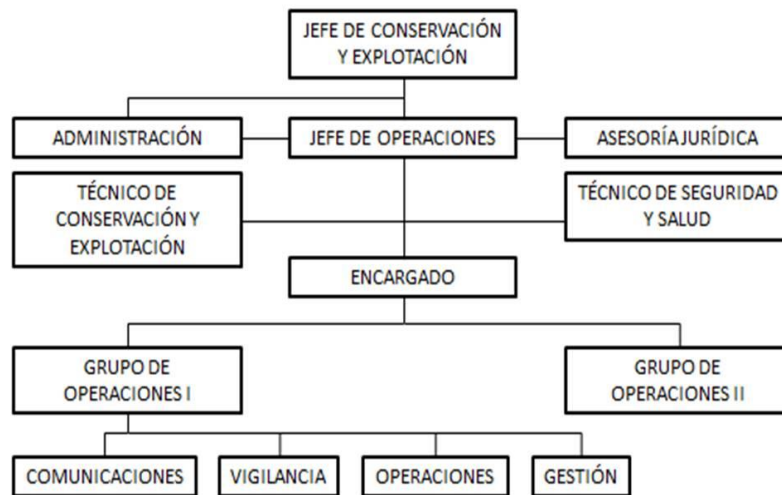 JEFE DE CONSERVACIÓN
Y EXPLOTACIÓN
ADMINISTRACIÓN
JEFE DE OPERACIONES
ASESORÍA JURÍDICA
TÉCNICO DE
CONSERVACIÓN Y
EXPLOTACIÓN
TÉCNICO DE SEGURIDAD
Y SALUD
ENCARGADO
GRUPO DE
OPERACIONES I
GRUPO DE
OPERACIONES II
COMUNICACIONES
VIGILANCIA
OPERACIONES
GESTIÓN